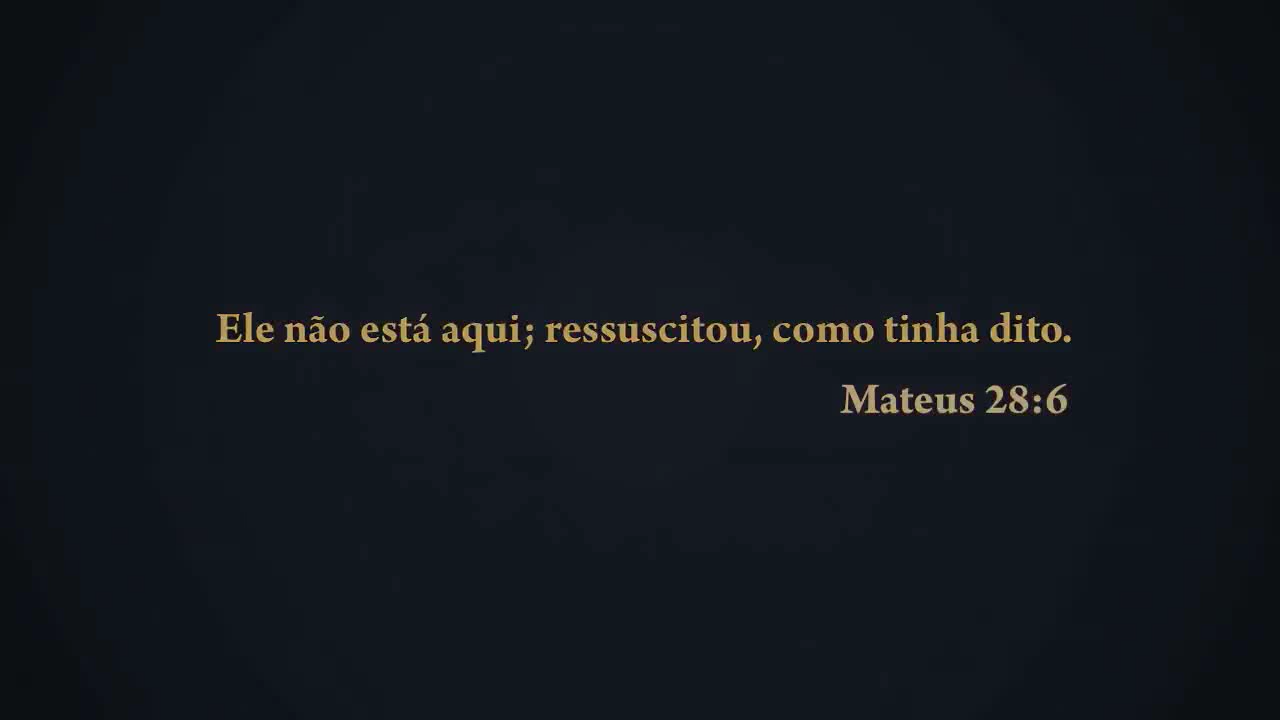 Ele não está aqui; ressuscitou, como tinha dito.
Mateus 28:6